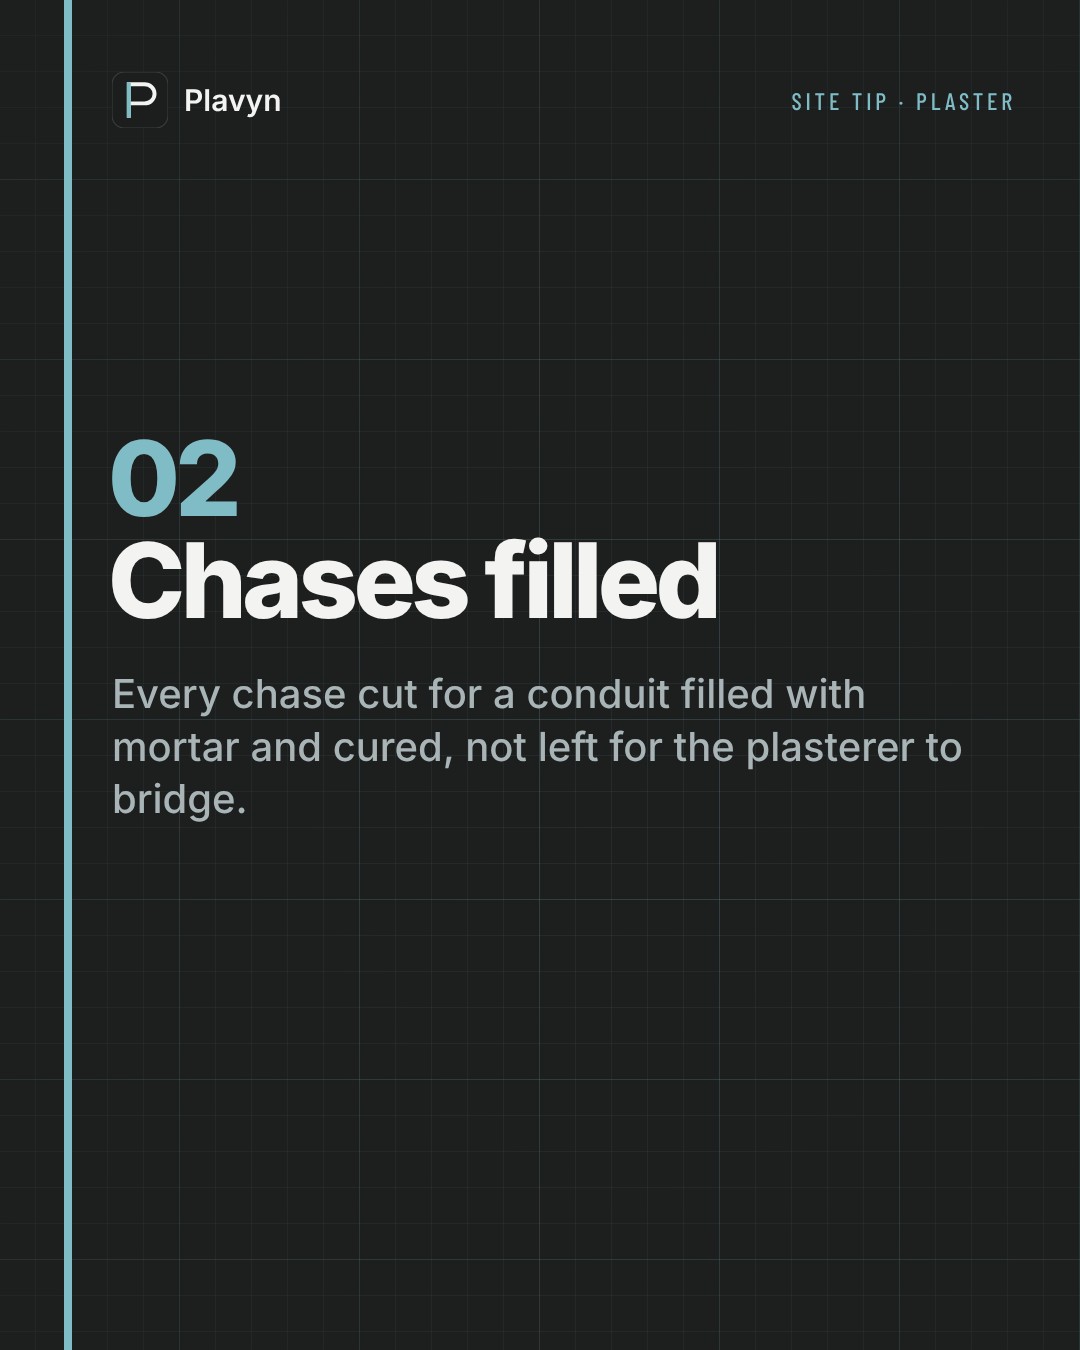 Plavyn
SITE TIP · PLASTER
02
Chases filled
Every chase cut for a conduit filled with
mortar and cured, not left for the plasterer to
bridge.